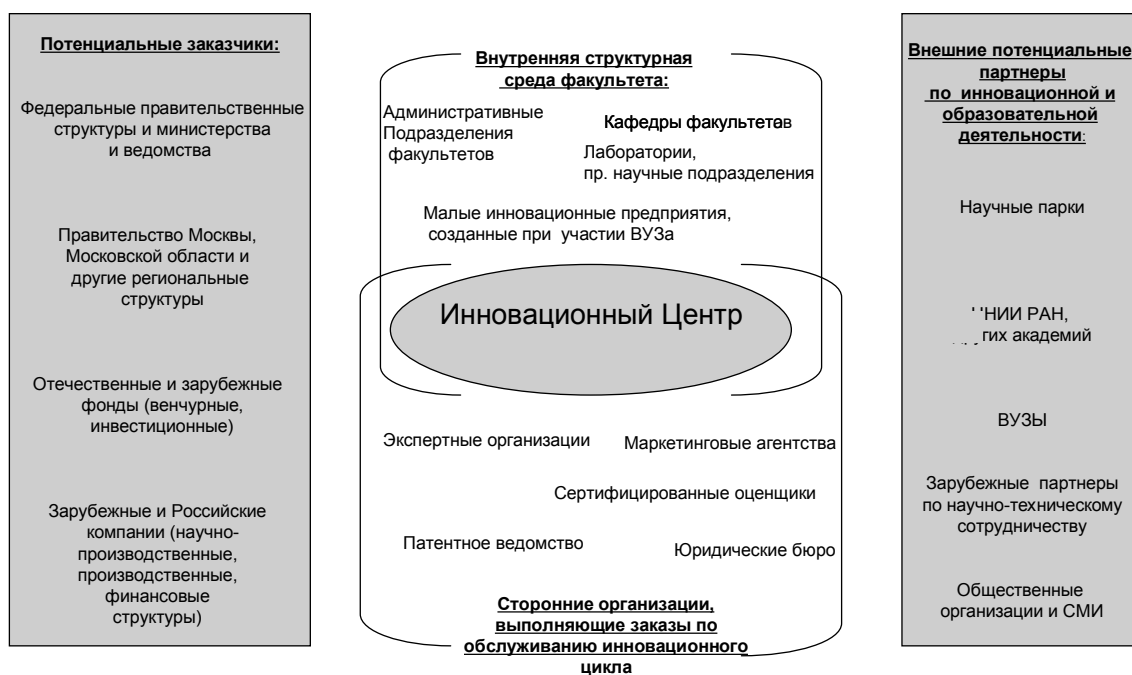 Потенциальные заказчики:
Федеральные правительственные
структуры и министерства
и ведомства
Правительство Москвы,
Московской области и
другие региональные
структуры
Отечественные и зарубежные
фонды (венчурные,
инвестиционные)
Зарубежные и Российские
компании (научно-
производственные,
производственные,
финансовые
структуры)
Внутренняя структурная
среда факультета:
Административные
Подразделения
факультетов
Кафедры факультетов
Лаборатории,
пр. научные подразделения
Малые инновационные предприятия,
созданные при участии ВУЗа
Инновационный Центр
Экспертные организации
Маркетинговые агентства
Сертифицированные оценщики
Патентное ведомство
Юридические бюро
Сторонние организации,
выполняющие заказы по
обслуживанию инновационного
цикла
Внешние потенциальные
партнеры
по инновационной и
образовательной
деятельности:
Научные парки
РАН,
академий
ВУЗЫ
Зарубежные партнеры
по научно-техническому
сотрудничеству
Общественные
организации и СМИ